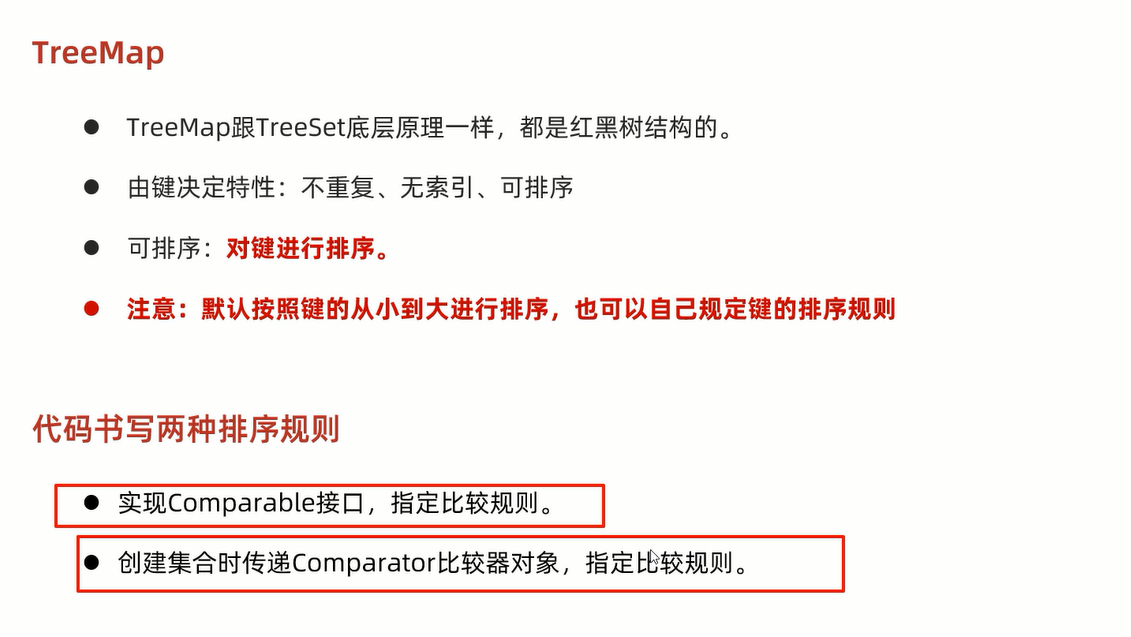 TreeMap
● TreeMap跟TreeSet底层原理一样，都是红黑树结构的。
● 由键决定特性：不重复、无索引、可排序
● 可排序：对键进行排序。
● 注意：默认按照键的从小到大进行排序，也可以自己规定键的排序规则
代码书写两种排序规则
● 实现Comparable接口，指定比较规则。
● 创建集合时传递Comparator比较器对象，指定比较规则。